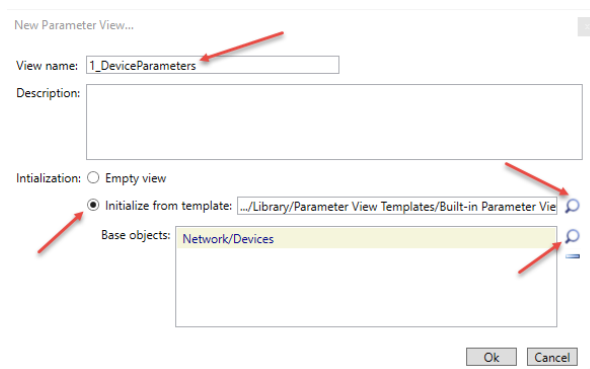 New Parameter View...
View name: 1_DeviceParameters
Description:
Intialization: Empty view
Initialize from template: .../Library/Parameter View Templates/Built-in Parameter Vie
Base objects: Network/Devices
Ok Cancel